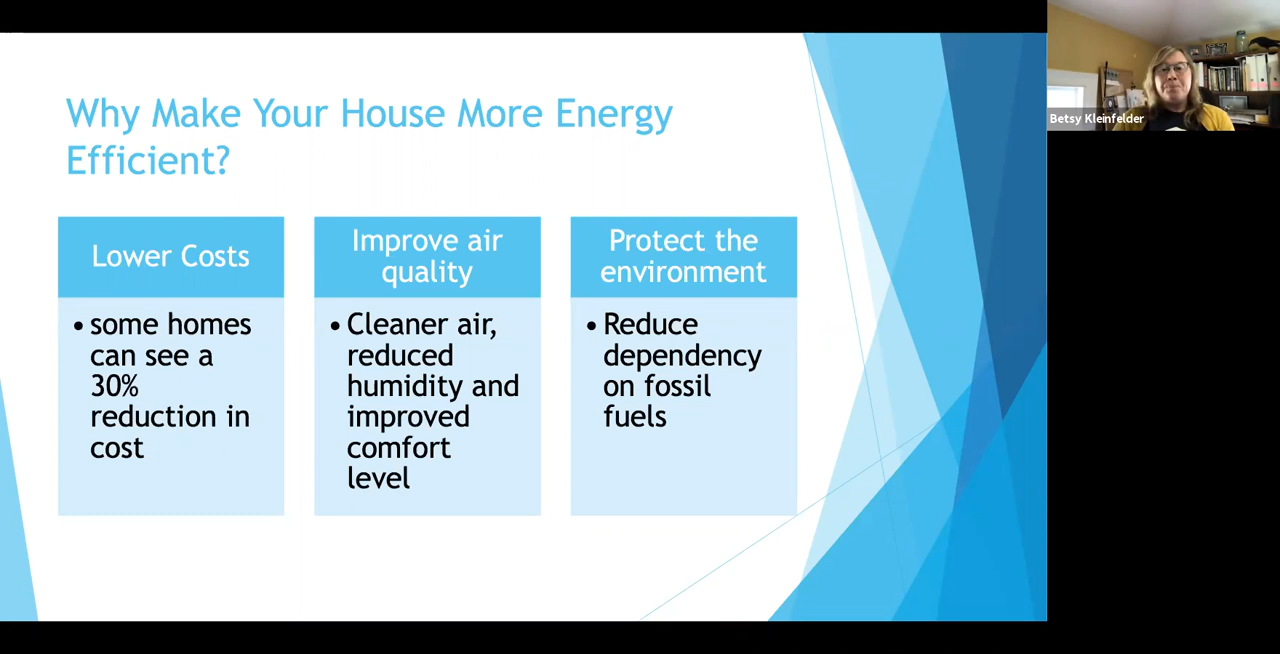 Why Make Your House More Energy
Efficient?
Lower Costs
• some homes
can see a
30%
reduction in
cost
Improve air
quality
• Cleaner air,
reduced
humidity and
improved
comfort
level
Protect the
environment
• Reduce
dependency
on fossil
fuels
Betsy Kleinfelder